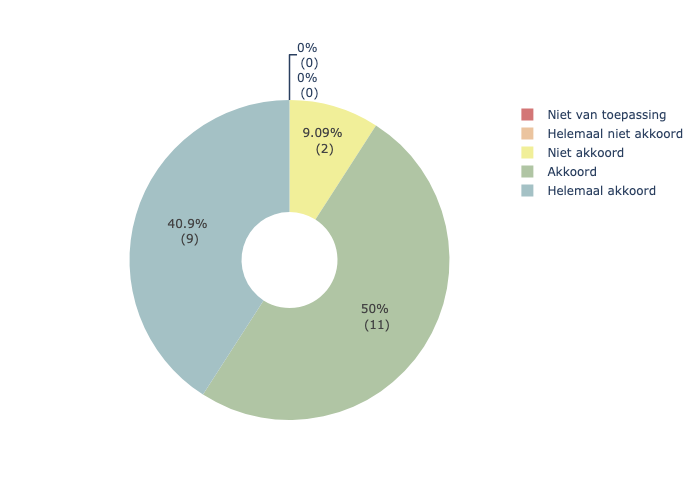 0%
(0)
0%
(0)
9.09%
(2)
40.9%
(9)
50%
(11)
Niet van toepassing
Helemaal niet akkoord
Niet akkoord
Akkoord
Helemaal akkoord